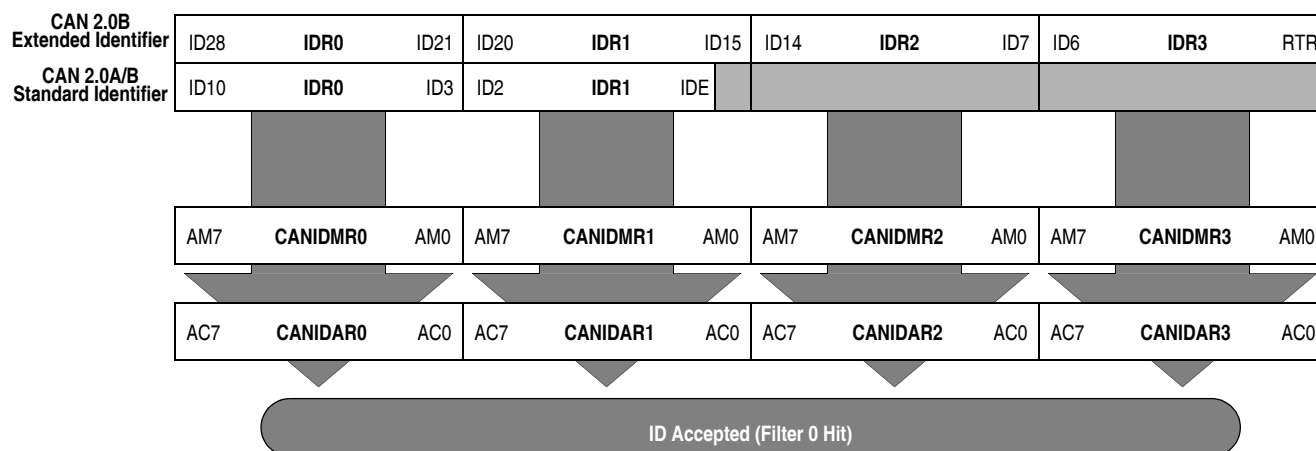 CAN 2.0B
Extended Identifier
ID28 IDR0 ID21 ID20 IDR1 ID15 ID14 IDR2 ID7 ID6 IDR3 RTR
CAN 2.0A/B
Standard Identifier
ID10 IDR0 ID3 ID2 IDR1 IDE
AM7 CANIDMR0 AM0 AM7 CANIDMR1 AM0 AM7 CANIDMR2 AM0 AM7 CANIDMR3 AM0
AC7 CANIDAR0 AC0 AC7 CANIDAR1 AC0 AC7 CANIDAR2 AC0 AC7 CANIDAR3 AC0
ID Accepted (Filter 0 Hit)